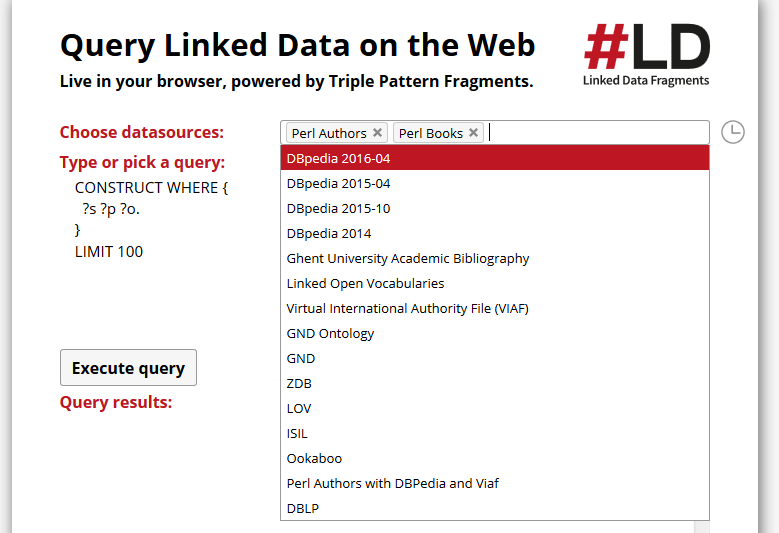 Query Linked Data on the Web
Live in your browser, powered by Triple Pattern Fragments.
#LD
Linked Data Fragments
Choose datasources:
Perl Authors × Perl Books ×
Type or pick a query:
CONSTRUCT WHERE {
?s ?p ?o.
}
LIMIT 100
DBpedia 2016-04
DBpedia 2015-04
DBpedia 2015-10
DBpedia 2014
Ghent University Academic Bibliography
Linked Open Vocabularies
Virtual International Authority File (VIAF)
GND Ontology
GND
ZDB
LOV
ISIL
Ookaboo
Perl Authors with DBPedia and Viaf
DBLP
Execute query
Query results: